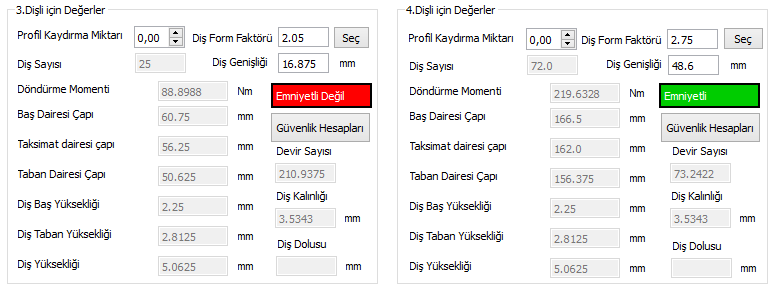 3.Dişli için Değerler
Profil Kaydırma Miktarı 0,00 Diş Form Faktörü 2.05 Seç
Diş Sayısı 25 Diş Genişliği 16.875 mm
Döndürme Momenti 88.8988 Nm Emniyetli Değil
Baş Dairesi Çapı 60.75 mm Güvenlik Hesapları
Taksimat dairesi çapı 56.25 mm Devir Sayısı
210.9375
Taban Dairesi Çapı 50.625 mm
Diş Kalınlığı
Diş Baş Yüksekliği 2.25 mm 3.5343 mm
Diş Taban Yüksekliği 2.8125 mm Diş Dolusu
Diş Yüksekliği 5.0625 mm mm
4.Dişli için Değerler
Profil Kaydırma Miktarı 0,00 Diş Form Faktörü 2.75 Seç
Diş Sayısı 72.0 Diş Genişliği 48.6 mm
Döndürme Momenti 219.6328 Nm Emniyetli
Baş Dairesi Çapı 166.5 mm Güvenlik Hesapları
Taksimat dairesi çapı 162.0 mm Devir Sayısı
73.2422
Taban Dairesi Çapı 156.375 mm
Diş Kalınlığı
Diş Baş Yüksekliği 2.25 mm 3.5343 mm
Diş Taban Yüksekliği 2.8125 mm Diş Dolusu
Diş Yüksekliği 5.0625 mm mm